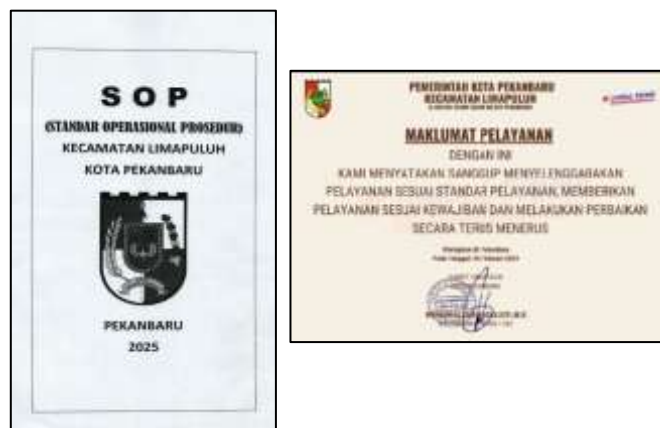 SOP
(STANDAR OPERASIONAL PROSEDUR)
KECAMATAN LIMAPULUH
KOTA PEKANBARU
PEKANBARU
2025
PEMERINTAH KOTA PEKANBARU
KECAMATAN LIMAPULUH
MAKLUMAT PELAYANAN
DENGAN INI
KAMI MENYATAKAN SANGGUP MENYELENGGARAKAN
PELAYANAN SESUAI STANDAR PELAYANAN, MEMBERIKAN
PELAYANAN SESUAI KEWAJIBAN DAN MELAKUKAN PERBAIKAN
SECARA TERUS MENERUS